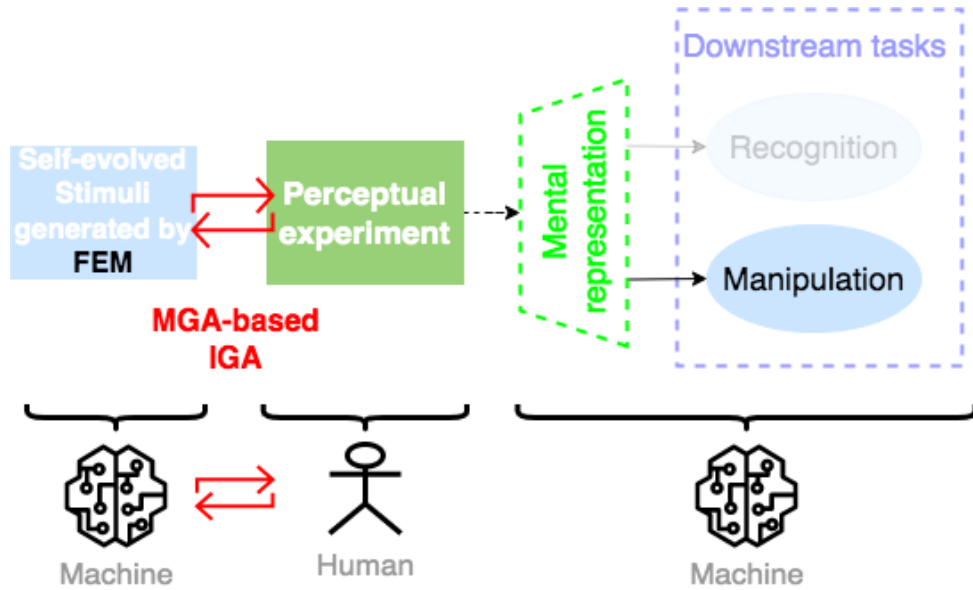 Downstream tasks
Self-evolved
Stimuli
generated by
FEM
Perceptual
experiment
Mental
representation
Recognition
Manipulation
MGA-based
IGA
Machine
Human
Machine